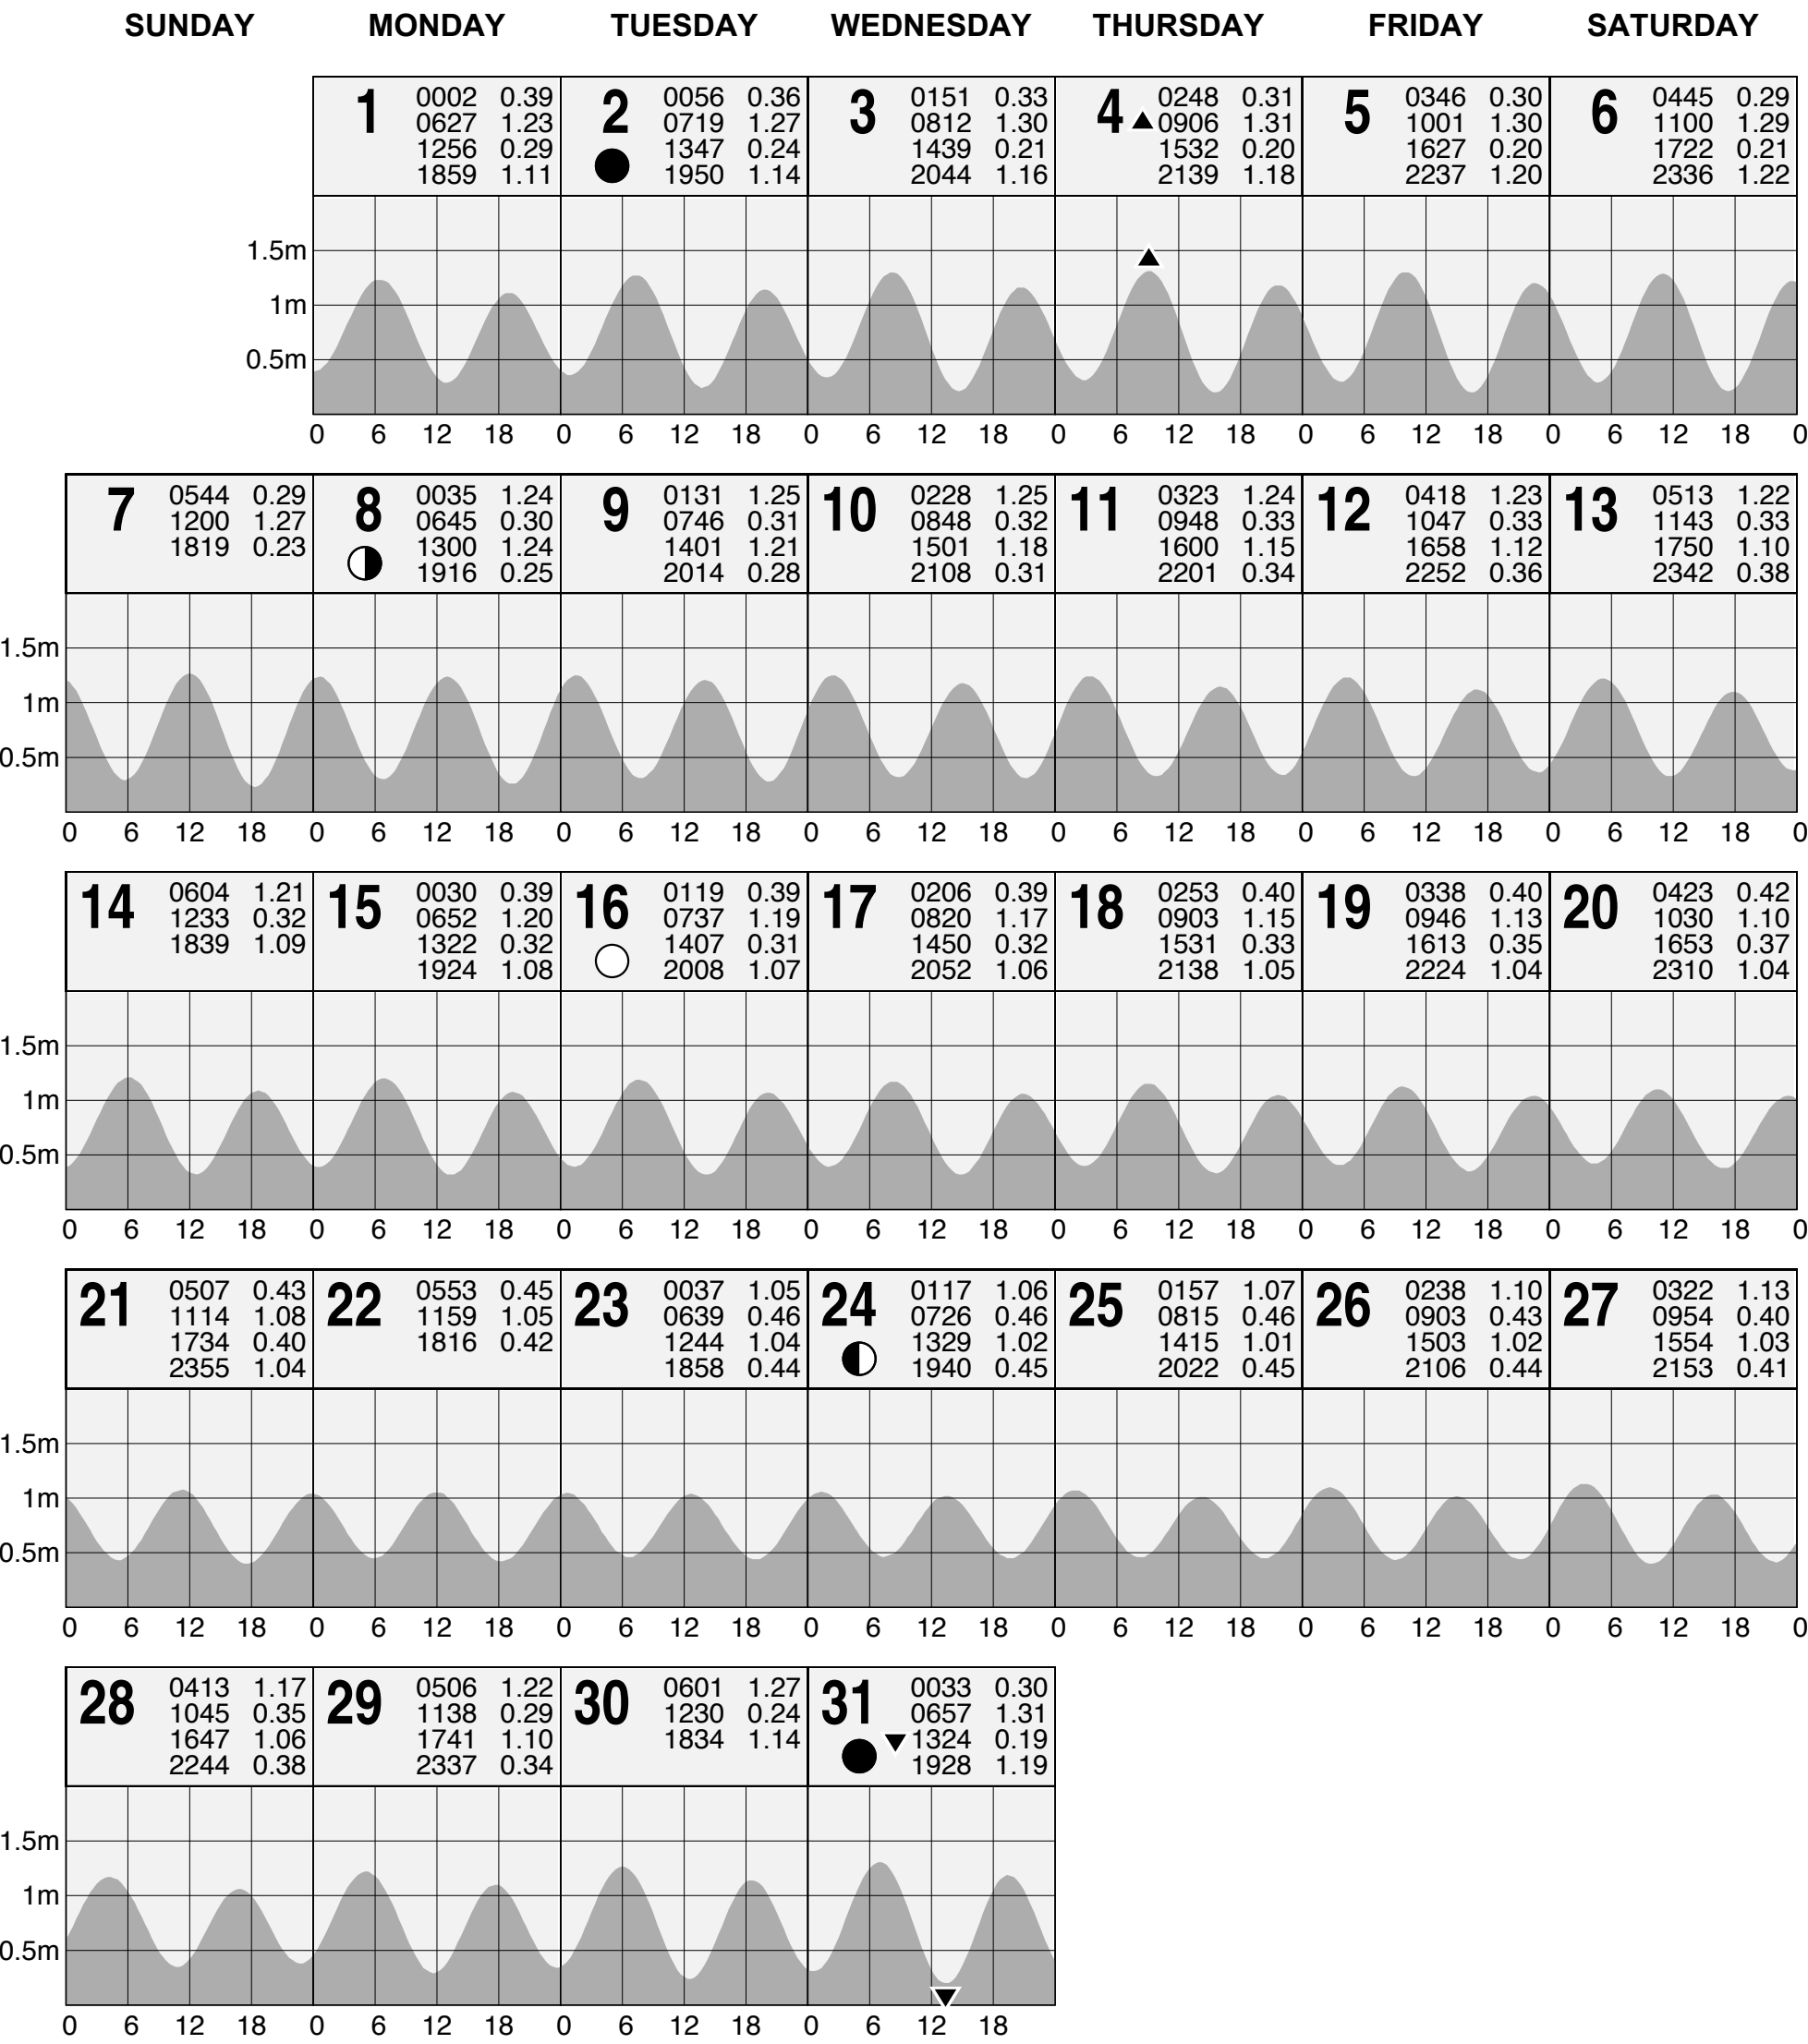 SUNDAY MONDAY TUESDAY WEDNESDAY THURSDAY FRIDAY SATURDAY
1 0002 0.39
0627 1.23
1256 0.29
1859 1.11
2 0056 0.36
0719 1.27
1347 0.24
1950 1.14
3 0151 0.33
0812 1.30
1439 0.21
2044 1.16
4 0248 0.31
0906 1.31
1532 0.20
2139 1.18
5 0346 0.30
1001 1.30
1627 0.20
2237 1.20
6 0445 0.29
1100 1.29
1722 0.21
2336 1.22
1.5m
1m
0.5m
0 6 12 18 0 6 12 18 0 6 12 18 0 6 12 18 0 6 12 18 0 6 12 18 0
7 0544 0.29
1200 1.27
1819 0.23
8 0035 1.24
0645 0.30
1300 1.24
1916 0.25
9 0131 1.25
0746 0.31
1401 1.21
2014 0.28
10 0228 1.25
0848 0.32
1501 1.18
2108 0.31
11 0323 1.24
0948 0.33
1600 1.15
2201 0.34
12 0418 1.23
1047 0.33
1658 1.12
2252 0.36
13 0513 1.22
1143 0.33
1750 1.10
2342 0.38
1.5m
1m
0.5m
0 6 12 18 0 6 12 18 0 6 12 18 0 6 12 18 0 6 12 18 0 6 12 18 0 6 12 18 0
14 0604 1.21
1233 0.32
1839 1.09
15 0030 0.39
0652 1.20
1322 0.32
1924 1.08
16 0119 0.39
0737 1.19
1407 0.31
2008 1.07
17 0206 0.39
0820 1.17
1450 0.32
2052 1.06
18 0253 0.40
0903 1.15
1531 0.33
2138 1.05
19 0338 0.40
0946 1.13
1613 0.35
2224 1.04
20 0423 0.42
1030 1.10
1653 0.37
2310 1.04
1.5m
1m
0.5m
0 6 12 18 0 6 12 18 0 6 12 18 0 6 12 18 0 6 12 18 0 6 12 18 0 6 12 18 0
21 0507 0.43
1114 1.08
1734 0.40
2355 1.04
22 0553 0.45
1159 1.05
1816 0.42
23 0037 1.05
0639 0.46
1244 1.04
1858 0.44
24 0117 1.06
0726 0.46
1329 1.02
1940 0.45
25 0157 1.07
0815 0.46
1415 1.01
2022 0.45
26 0238 1.10
0903 0.43
1503 1.02
2106 0.44
27 0322 1.13
0954 0.40
1554 1.03
2153 0.41
1.5m
1m
0.5m
0 6 12 18 0 6 12 18 0 6 12 18 0 6 12 18 0 6 12 18 0 6 12 18 0 6 12 18 0
28 0413 1.17
1045 0.35
1647 1.06
2244 0.38
29 0506 1.22
1138 0.29
1741 1.10
2337 0.34
30 0601 1.27
1230 0.24
1834 1.14
31 0033 0.30
0657 1.31
1324 0.19
1928 1.19
1.5m
1m
0.5m
0 6 12 18 0 6 12 18 0 6 12 18 0 6 12 18